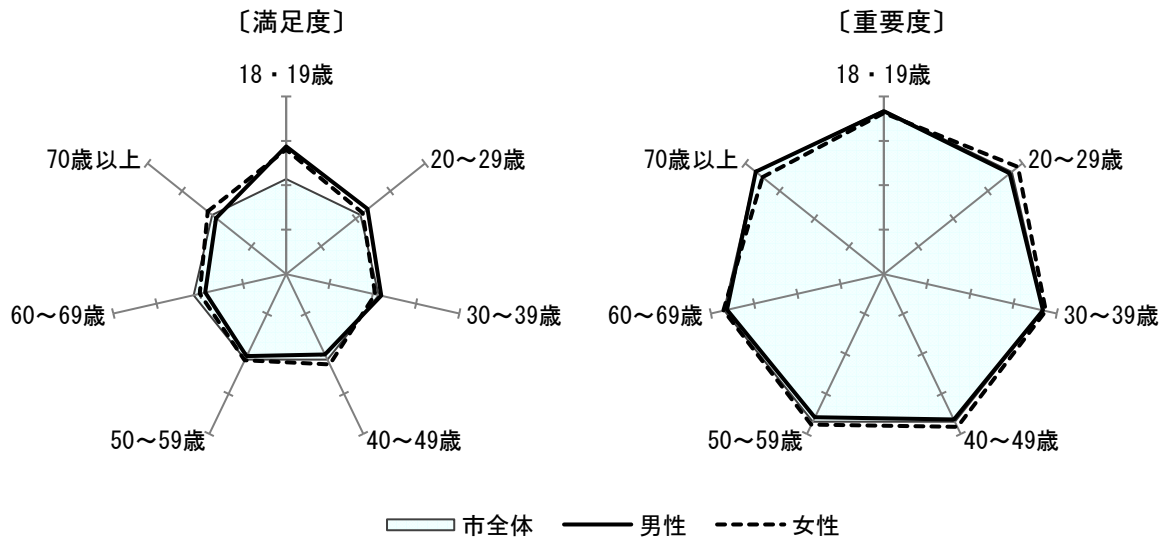 〔満足度〕
18・19歳
20～29歳
30～39歳
40～49歳
50～59歳
60～69歳
70歳以上
〔重要度〕
18・19歳
20～29歳
30～39歳
40～49歳
50～59歳
60～69歳
70歳以上
市全体
男性
女性